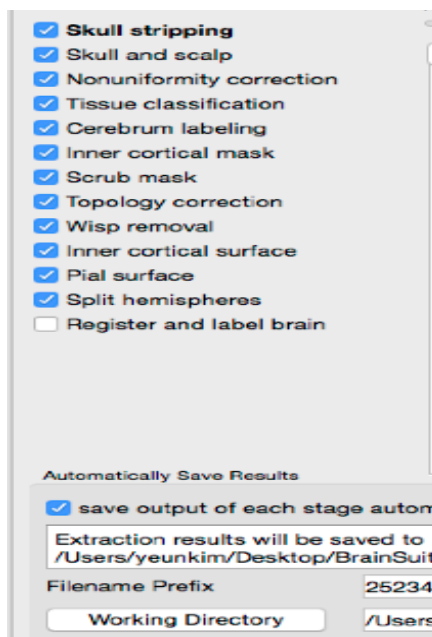 Skull stripping
Skull and scalp
Nonuniformity correction
Tissue classification
Cerebrum labeling
Inner cortical mask
Scrub mask
Topology correction
Wisp removal
Inner cortical surface
Pial surface
Split hemispheres
Register and label brain
Automatically Save Results
save output of each stage autom
Extraction results will be saved to
/Users/yeunkim/Desktop/BrainSuit
Filename Prefix 25234
Working Directory /Users